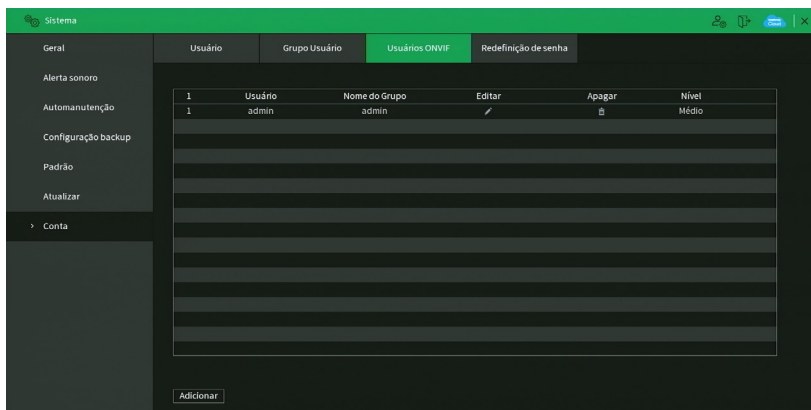 Sistema
Geral
Usuário Grupo Usuário Usuários ONVIF Redefinição de senha
Alerta sonoro
1 Usuário Nome do Grupo Editar Apagar Nível
Automanutenção
1 admin admin Médio
Configuração backup
Padrão
Atualizar
> Conta
Adicionar